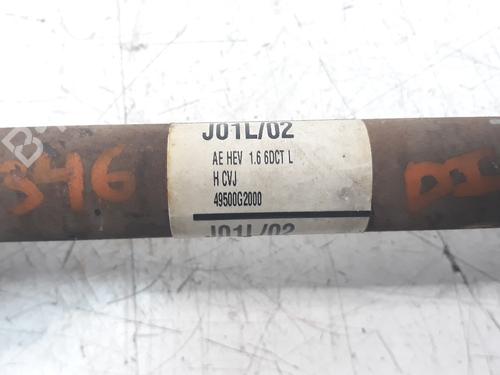 J01L/02
AE HEV 1.6 6DCT L
H CVJ
49500G2000
J01L/02
346